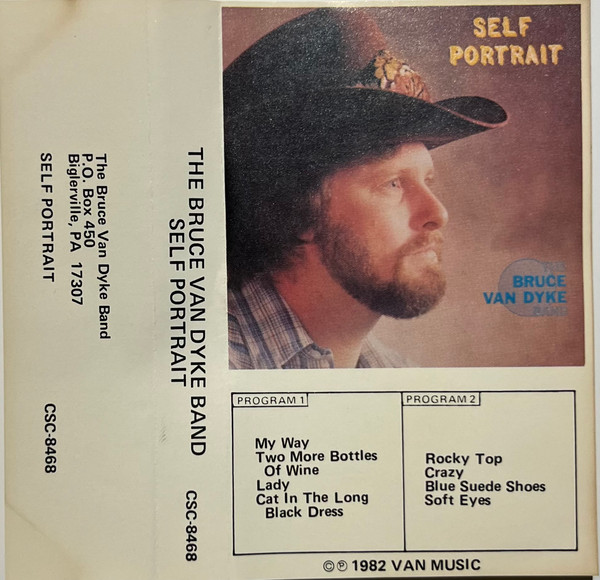 The Bruce Van Dyke Band
P.O. Box 450
Biglerville, PA 17307
SELF PORTRAIT
CSC-8468
THE BRUCE VAN DYKE BAND
SELF PORTRAIT
CSC-8468
SELF
PORTRAIT
THE
BRUCE
VAN DYKE
BAND
PROGRAM 1
My Way
Two More Bottles
Of Wine
Lady
Cat In The Long
Black Dress
PROGRAM 2
Rocky Top
Crazy
Blue Suede Shoes
Soft Eyes
©℗ 1982 VAN MUSIC